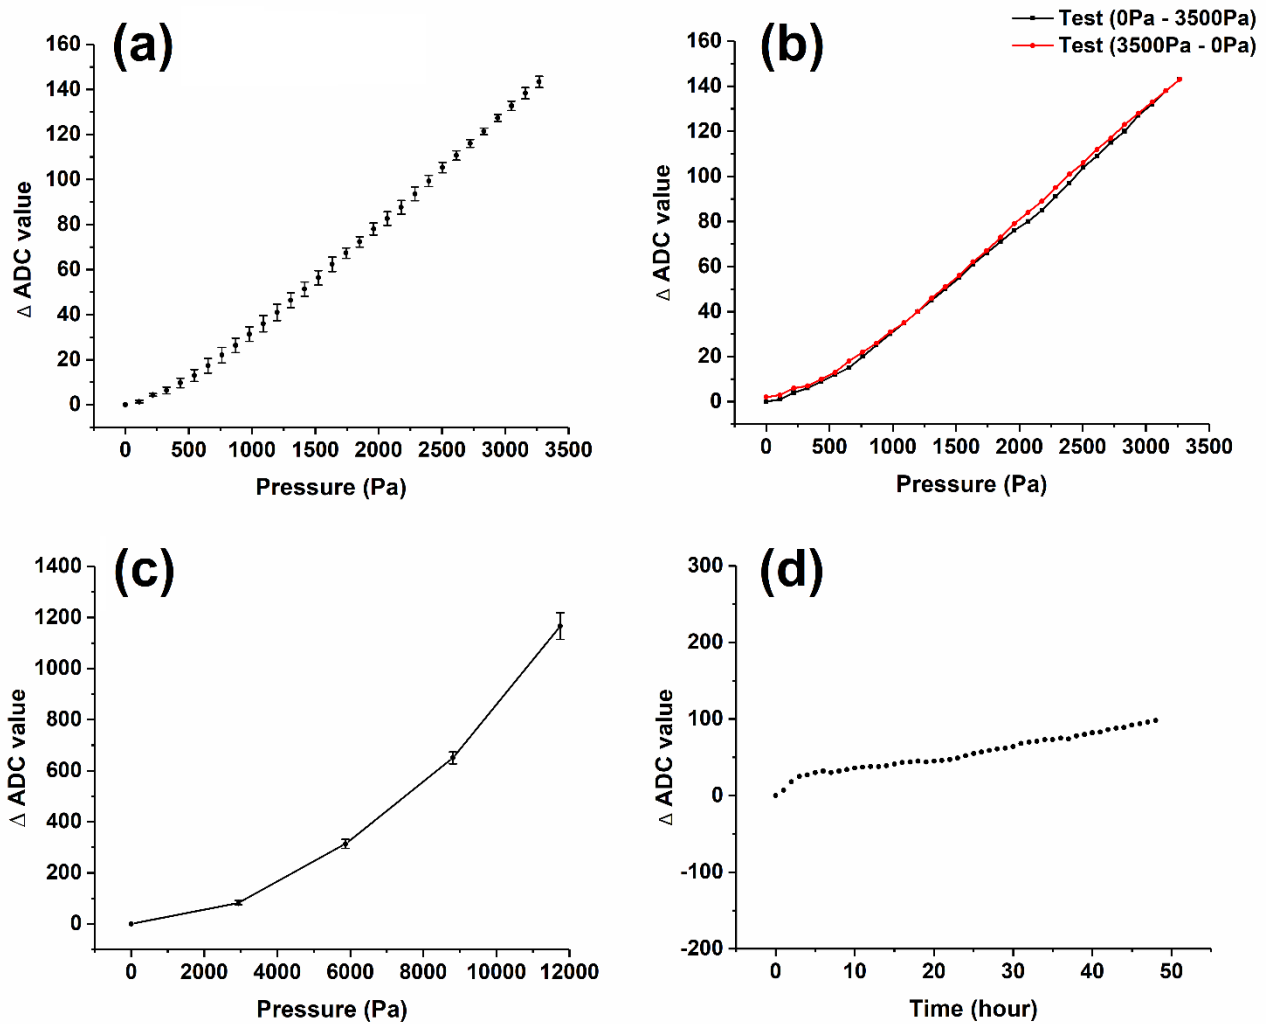 (a)
160
140
120
100
80
60
40
20
0
Δ ADC value
0 500 1000 1500 2000 2500 3000 3500
Pressure (Pa)
(b)
Test (0Pa - 3500Pa)
Test (3500Pa - 0Pa)
160
140
120
100
80
60
40
20
0
Δ ADC value
0 500 1000 1500 2000 2500 3000 3500
Pressure (Pa)
(c)
1400
1200
1000
800
600
400
200
0
Δ ADC value
0 2000 4000 6000 8000 10000 12000
Pressure (Pa)
(d)
300
200
100
0
-100
-200
Δ ADC value
0 10 20 30 40 50
Time (hour)